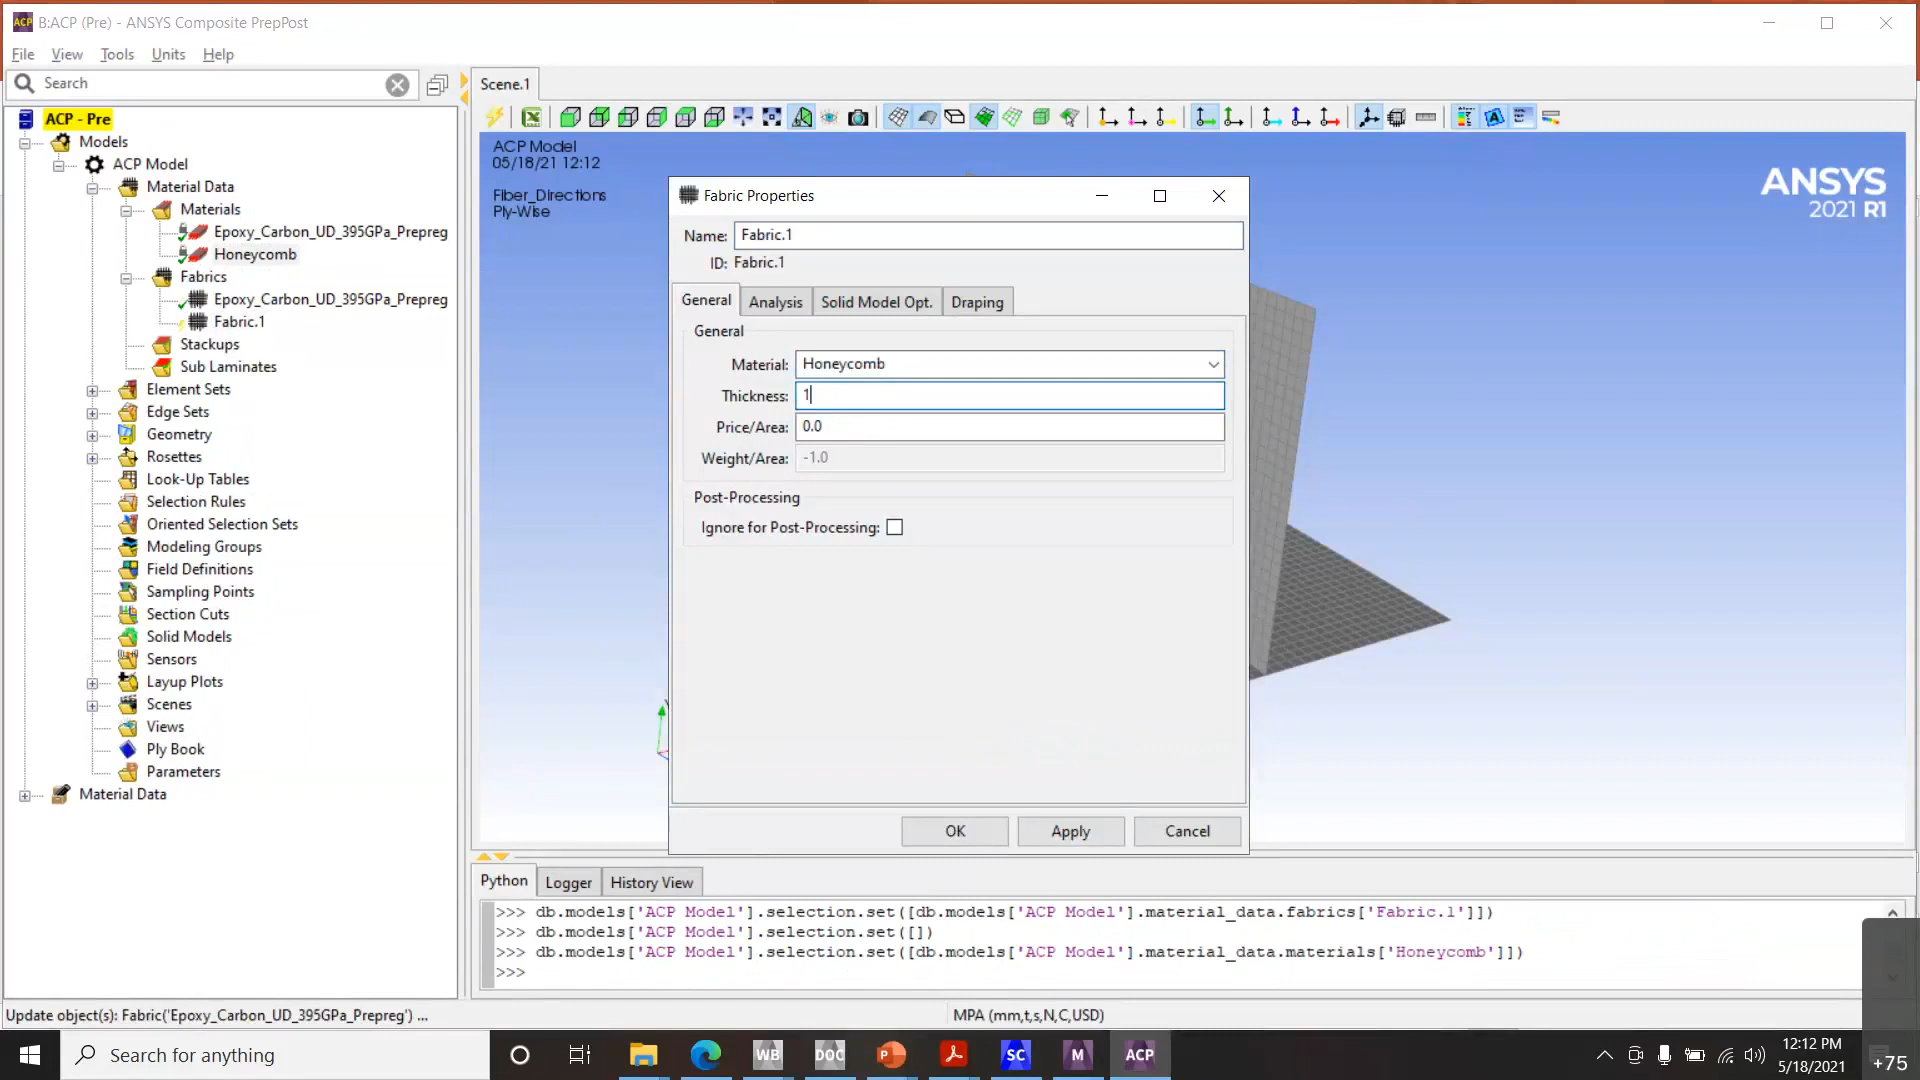 B:ACP (Pre) - ANSYS Composite PrepPost
File View Tools Units Help
Search
Scene.1
ACP - Pre
Models
ACP Model
Material Data
Materials
Epoxy_Carbon_UD_395GPa_Prepreg
Honeycomb
Fabrics
Epoxy_Carbon_UD_395GPa_Prepreg
Fabric.1
Stackups
Sub Laminates
Element Sets
Edge Sets
Geometry
Rosettes
Look-Up Tables
Selection Rules
Oriented Selection Sets
Modeling Groups
Field Definitions
Sampling Points
Section Cuts
Solid Models
Sensors
Layup Plots
Scenes
Views
Ply Book
Parameters
Material Data
ACP Model
05/18/21 12:12
Fiber_Directions
Ply-Wise
ANSYS
2021 R1
Fabric Properties
Name: Fabric.1
ID: Fabric.1
General Analysis Solid Model Opt. Draping
General
Material: Honeycomb
Thickness: 1
Price/Area: 0.0
Weight/Area: -1.0
Post-Processing
Ignore for Post-Processing:
OK Apply Cancel
Python Logger History View
>>> db.models['ACP Model'].selection.set([db.models['ACP Model'].material_data.fabrics['Fabric.1']])
>>> db.models['ACP Model'].selection.set([])
>>> db.models['ACP Model'].selection.set([db.models['ACP Model'].material_data.materials['Honeycomb']])
>>>
Update object(s): Fabric('Epoxy_Carbon_UD_395GPa_Prepreg') ...
MPA (mm,t,s,N,C,USD)
Search for anything
WB DOC P SC M ACP
12:12 PM
5/18/2021
+75